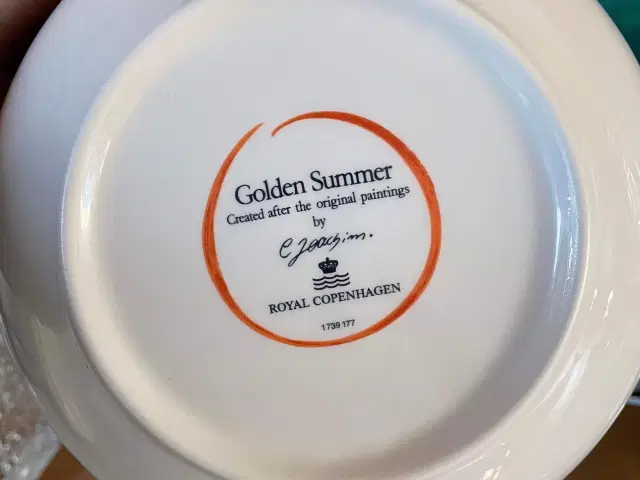 Golden Summer
Created after the original paintings
by
C Joachim.
ROYAL COPENHAGEN
1739 177